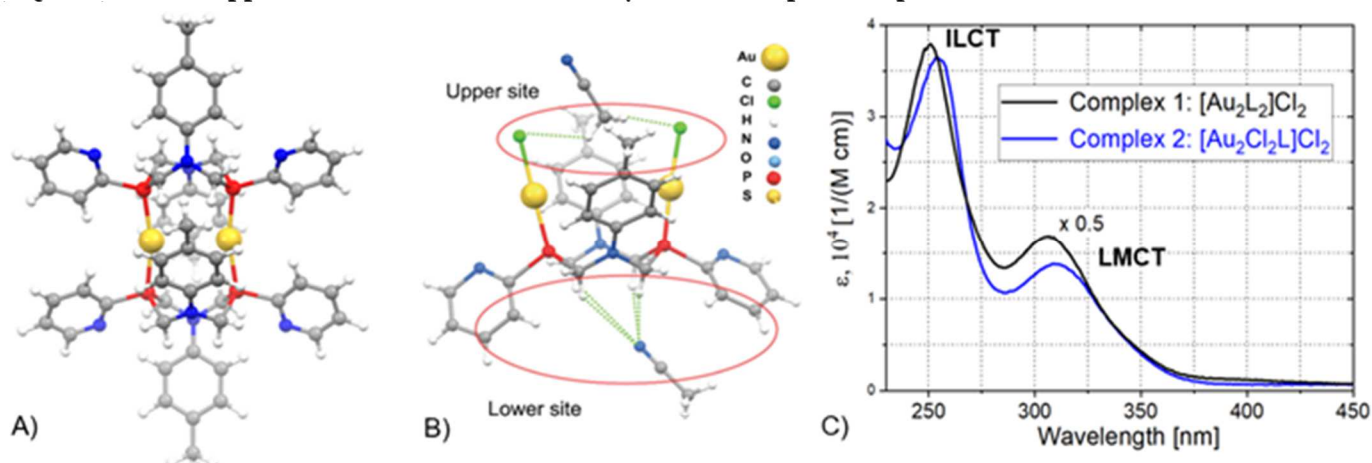 Upper site
Au
C
Cl
H
N
O
P
S
Lower site
A)
B)
C)
ε, 10⁴ [1/(M cm)]
4
3
2
1
0
ILCT
Complex 1: [Au₂L₂]Cl₂
Complex 2: [Au₂Cl₂L]Cl₂
x 0.5
LMCT
250 300 350 400 450
Wavelength [nm]